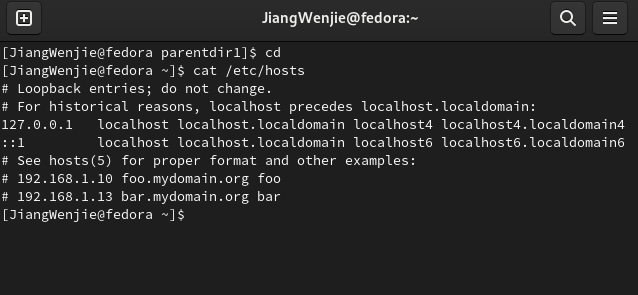 JiangWenjie@fedora:~
[JiangWenjie@fedora parentdir1]$ cd
[JiangWenjie@fedora ~]$ cat /etc/hosts
# Loopback entries; do not change.
# For historical reasons, localhost precedes localhost.localdomain:
127.0.0.1   localhost localhost.localdomain localhost4 localhost4.localdomain4
::1         localhost localhost.localdomain localhost6 localhost6.localdomain6
# See hosts(5) for proper format and other examples:
# 192.168.1.10 foo.mydomain.org foo
# 192.168.1.13 bar.mydomain.org bar
[JiangWenjie@fedora ~]$